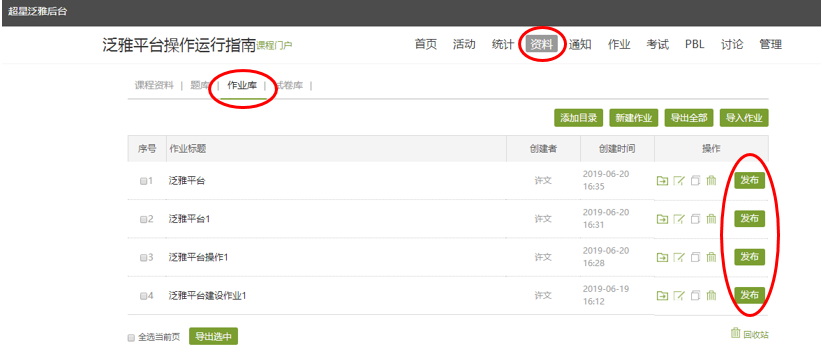 超星泛雅后台
泛雅平台操作运行指南课程门户
首页 活动 统计 资料 通知 作业 考试 PBL 讨论 管理
课程资料 | 题库 | 作业库 | 试卷库 |
添加目录 新建作业 导出全部 导入作业
序号 作业标题 创建者 创建时间 操作
1 泛雅平台 许文 2019-06-20 16:35 发布
2 泛雅平台1 许文 2019-06-20 16:31 发布
3 泛雅平台操作1 许文 2019-06-20 16:28 发布
4 泛雅平台建设作业1 许文 2019-06-19 16:12 发布
全选当前页 导出选中 回收站